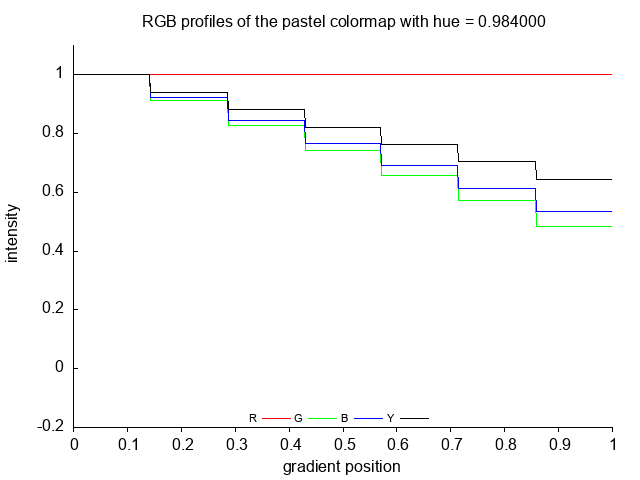 RGB profiles of the pastel colormap with hue = 0.984000
1
0.8
0.6
0.4
0.2
0
-0.2
intensity
R G B Y
0 0.1 0.2 0.3 0.4 0.5 0.6 0.7 0.8 0.9 1
gradient position